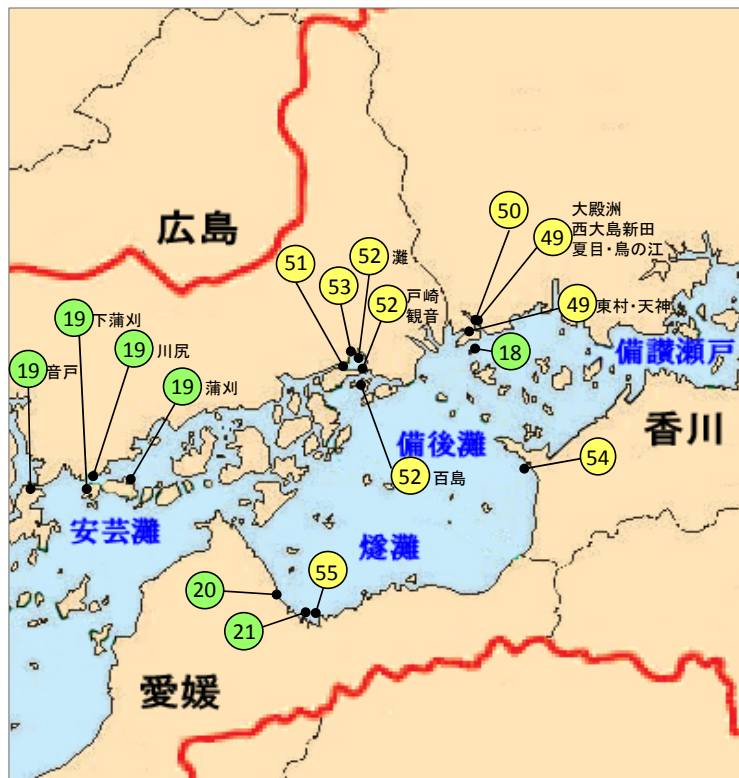 大殿洲
50
西大島新田
49
夏目・鳥の江
広島
52
灘
51
53
52
戸崎
観音
49
東村・天神
19
下蒲刈
19
川尻
18
備讃瀬戸
19
音戸
19
蒲刈
香川
備後灘
54
52
百島
安芸灘
燧灘
55
20
21
愛媛